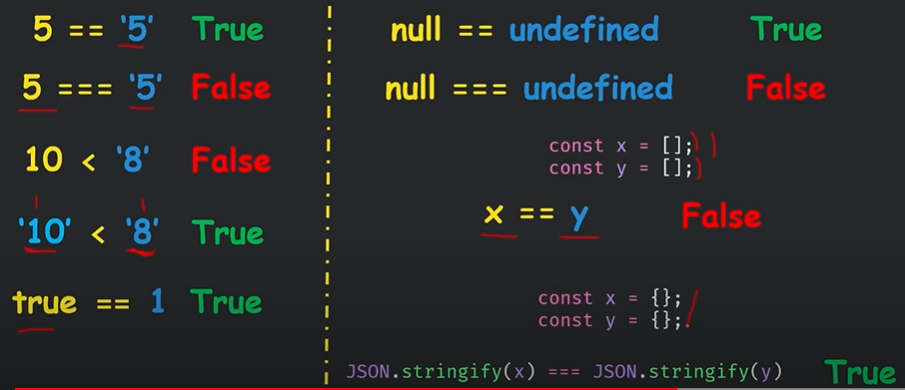 5 == '5' True
5 === '5' False
10 < '8' False
'10' < '8' True
true == 1 True
null == undefined True
null === undefined False
const x = [];
const y = [];
x == y False
const x = {};
const y = {};
JSON.stringify(x) === JSON.stringify(y) True